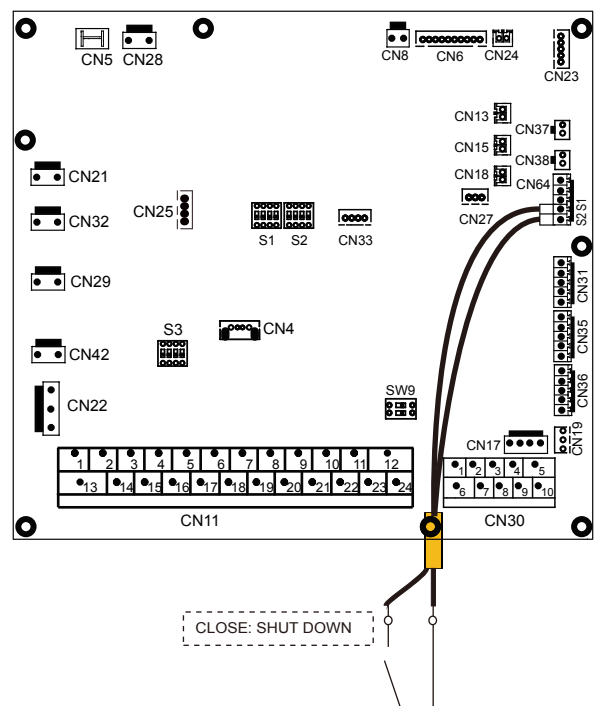 CN5 CN28 CN8 CN6 CN24
CN23
CN13
CN37
CN15
CN38
CN18
CN64
CN21
CN25
CN27
S2 S1
CN32
S1 S2 CN33
CN29
CN31
S3
CN4
CN35
CN42
SW9
CN36
CN22
CN17
CN19
1 2 3 4 5 6 7 8 9 10 11 12
13 14 15 16 17 18 19 20 21 22 23 24
1 2 3 4 5
6 7 8 9 10
CN11
CN30
CLOSE: SHUT DOWN